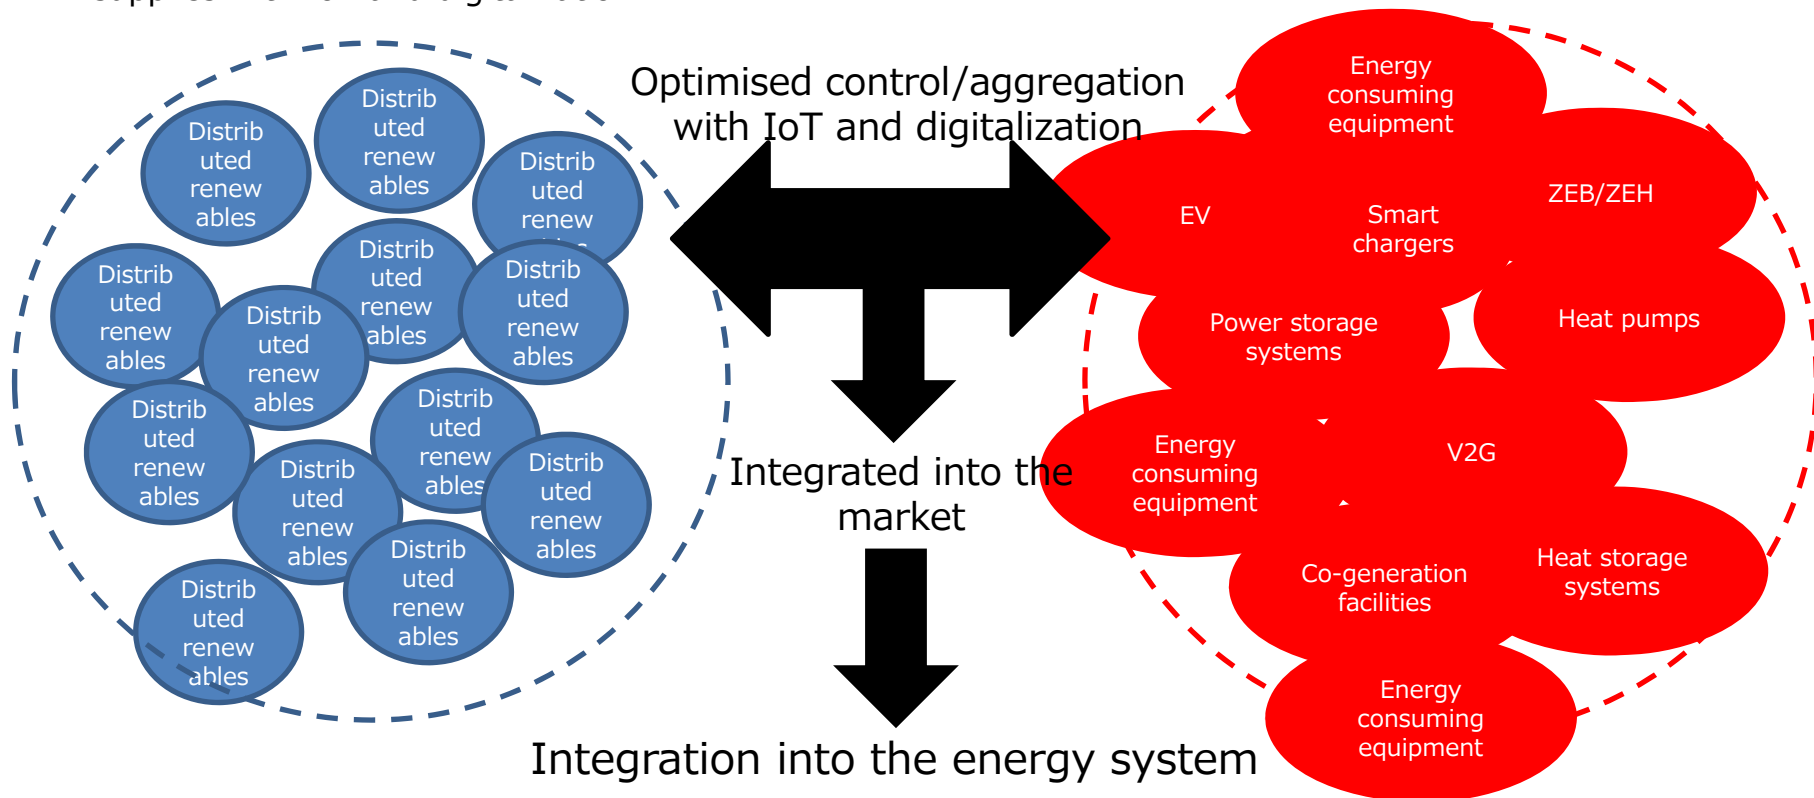 Distrib
uted
renew
ables
Distrib
uted
renew
ables
Distrib
uted
renew
Distrib
uted
renew
ables
Distrib
uted
renew
ables
Distrib
uted
renew
ables
Distrib
uted
renew
ables
Distrib
uted
renew
ables
Distrib
uted
renew
ables
Distrib
uted
renew
ables
Distrib
uted
renew
ables
Distrib
uted
renew
ables
Distrib
uted
renew
ables
Optimised control/aggregation
with IoT and digitalization
Integrated into the
market
Integration into the energy system
Energy
consuming
equipment
EV
Smart
chargers
ZEB/ZEH
Power storage
systems
Heat pumps
Energy
consuming
equipment
V2G
Co-generation
facilities
Heat storage
systems
Energy
consuming
equipment